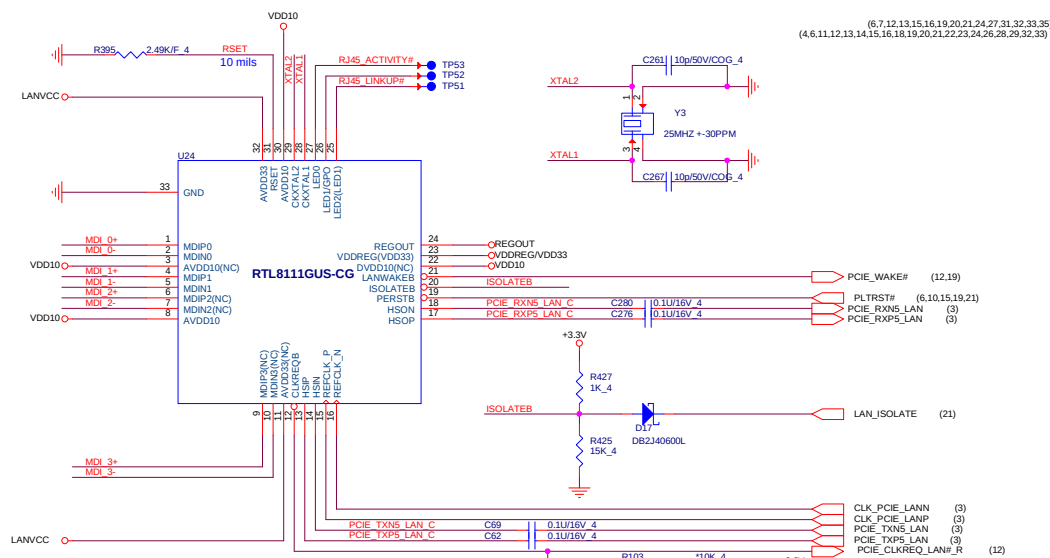 (6,7,12,13,15,16,19,20,21,24,27,31,32,33,35
(4,6,11,12,13,14,15,16,18,19,20,21,22,23,24,26,28,29,32,33)
VDD10
R395 2.49K/F_4 RSET
10 mils
XTAL2
XTAL1
RJ45_ACTIVITY# TP53
TP52
RJ45_LINKUP# TP51
LANVCC
C261 10p/50V/COG_4
XTAL2
1 2
Y3
25MHZ +-30PPM
3 4
XTAL1
C267 10p/50V/COG_4
32 31 30 29 28 27 26 25
U24
AVDD33
RSET
AVDD10
CKXTAL2
CKXTAL1
LED0
LED1/GPO
LED2(LED1)
33 GND
RTL8111GUS-CG
MDI_0+ 1 MDIP0
MDI_0- 2 MDIN0
VDD10 3 AVDD10(NC)
MDI_1+ 4 MDIP1
MDI_1- 5 MDIN1
MDI_2+ 6 MDIP2(NC)
MDI_2- 7 MDIN2(NC)
VDD10 8 AVDD10
REGOUT 24 REGOUT
VDDREG(VDD33) 23 VDDREG/VDD33
DVDD10(NC) 22 VDD10
LANWAKEB 21 PCIE_WAKE# (12,19)
ISOLATEB 20 ISOLATEB
PERSTB 19 PLTRST# (6,10,15,19,21)
HSON 18 PCIE_RXN5_LAN_C C280 0.1U/16V_4 PCIE_RXN5_LAN (3)
HSOP 17 PCIE_RXP5_LAN_C C276 0.1U/16V_4 PCIE_RXP5_LAN (3)
MDIP3(NC)
MDIN3(NC)
AVDD33(NC)
CLKREQB
HSIP
HSIN
REFCLK_P
REFCLK_N
9 10 11 12 13 14 15 16
+3.3V
R427
1K_4
ISOLATEB
D17
DB2J40600L
LAN_ISOLATE (21)
R425
15K_4
MDI_3+
MDI_3-
CLK_PCIE_LANN (3)
CLK_PCIE_LANP (3)
PCIE_TXN5_LAN_C C69 0.1U/16V_4 PCIE_TXN5_LAN (3)
LANVCC
PCIE_TXP5_LAN_C C62 0.1U/16V_4 PCIE_TXP5_LAN (3)
PCIE_CLKREQ_LAN#_R (12)
R103 *10K_4